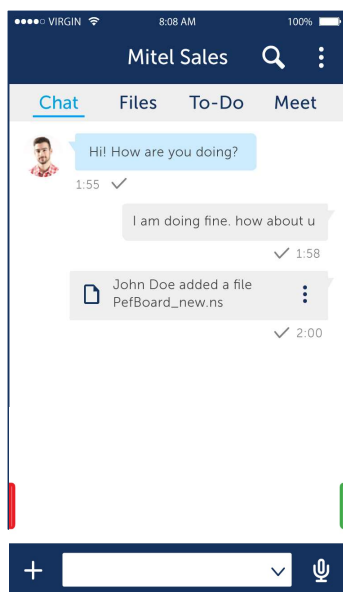 VIRGIN 8:08 AM 100%
Mitel Sales
Chat Files To-Do Meet
Hi! How are you doing?
1:55
I am doing fine. how about u
1:58
John Doe added a file
PefBoard_new.ns
2:00